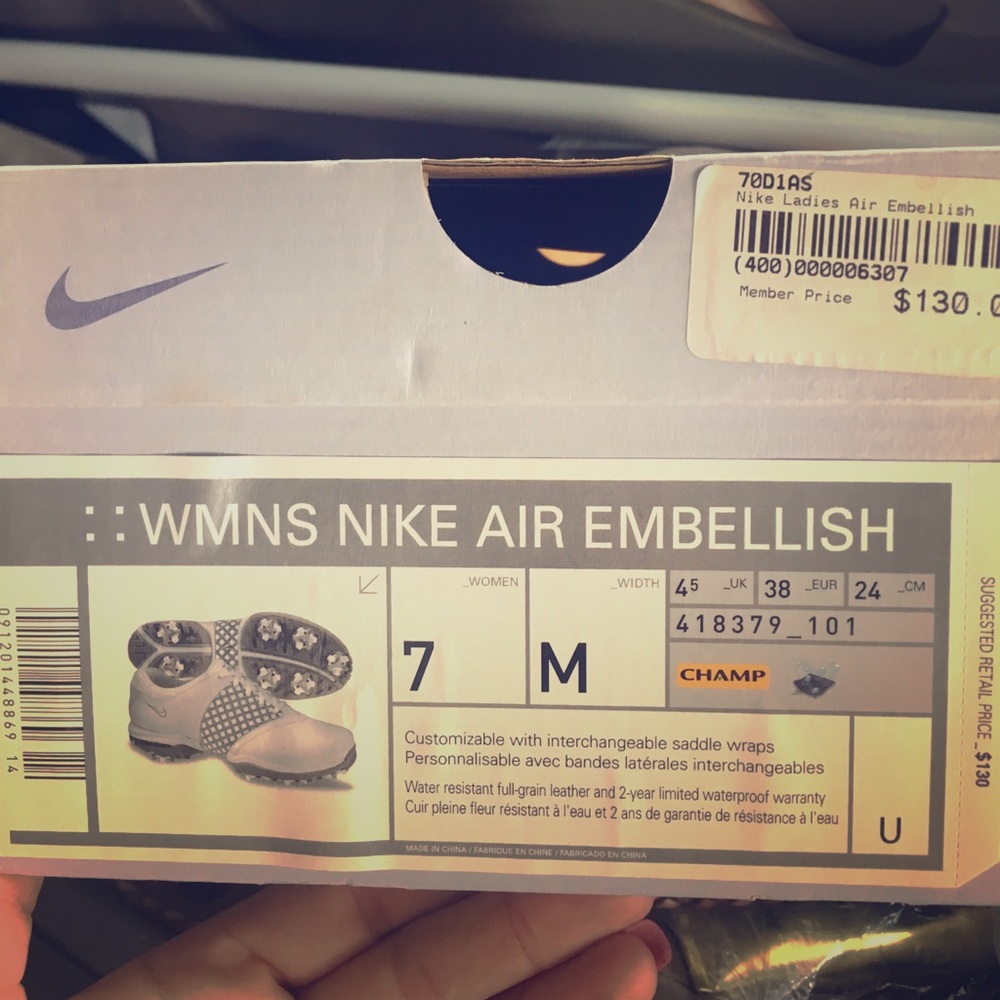 70D1AS
Nike Ladies Air Embellish
(400)000006307
Member Price $130.0
::WMNS NIKE AIR EMBELLISH
_WOMEN
7
_WIDTH
M
45 _UK 38 _EUR 24 _CM
418379_101
CHAMP
Customizable with interchangeable saddle wraps
Personnalisable avec bandes latérales interchangeables
Water resistant full-grain leather and 2-year limited waterproof warranty
Cuir pleine fleur résistant à l'eau et 2 ans de garantie de résistance à l'eau
U
MADE IN CHINA / FABRIQUE EN CHINE / FABRICADO EN CHINA
SUGGESTED RETAIL PRICE_$130
091201448869 14